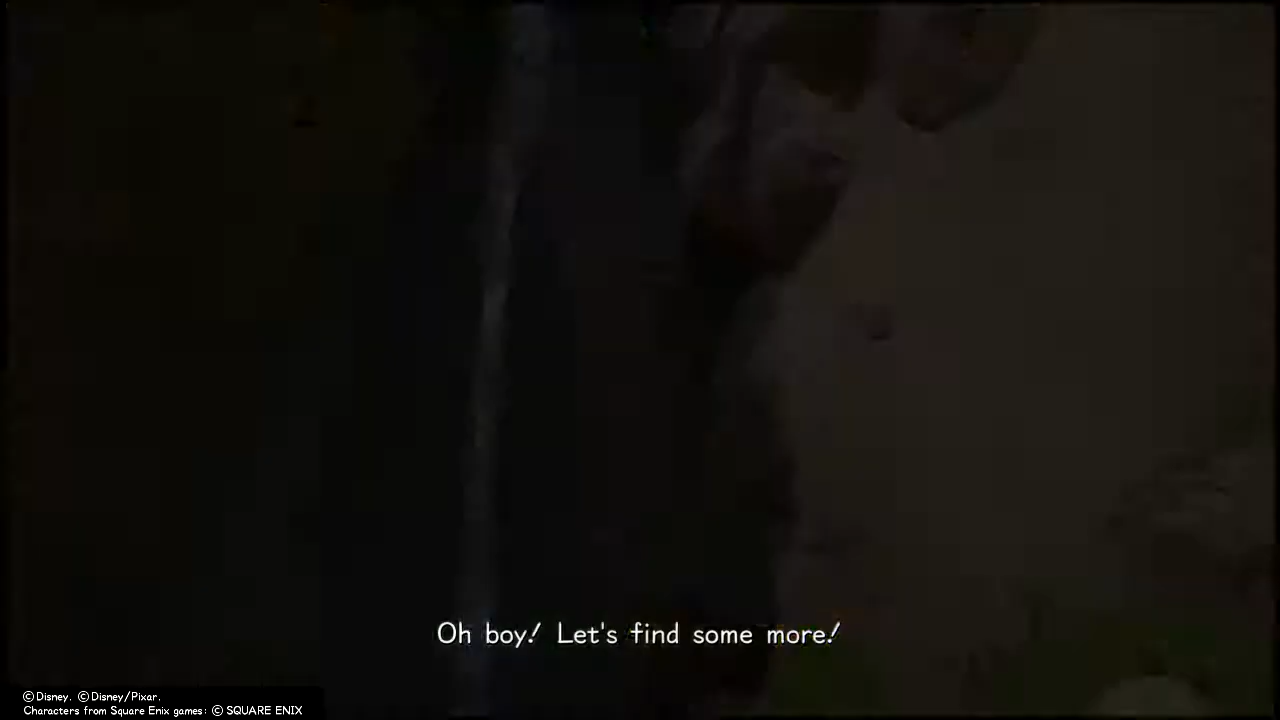 Oh boy! Let's find some more!
©Disney. ©Disney/Pixar.
Characters from Square Enix games: © SQUARE ENIX